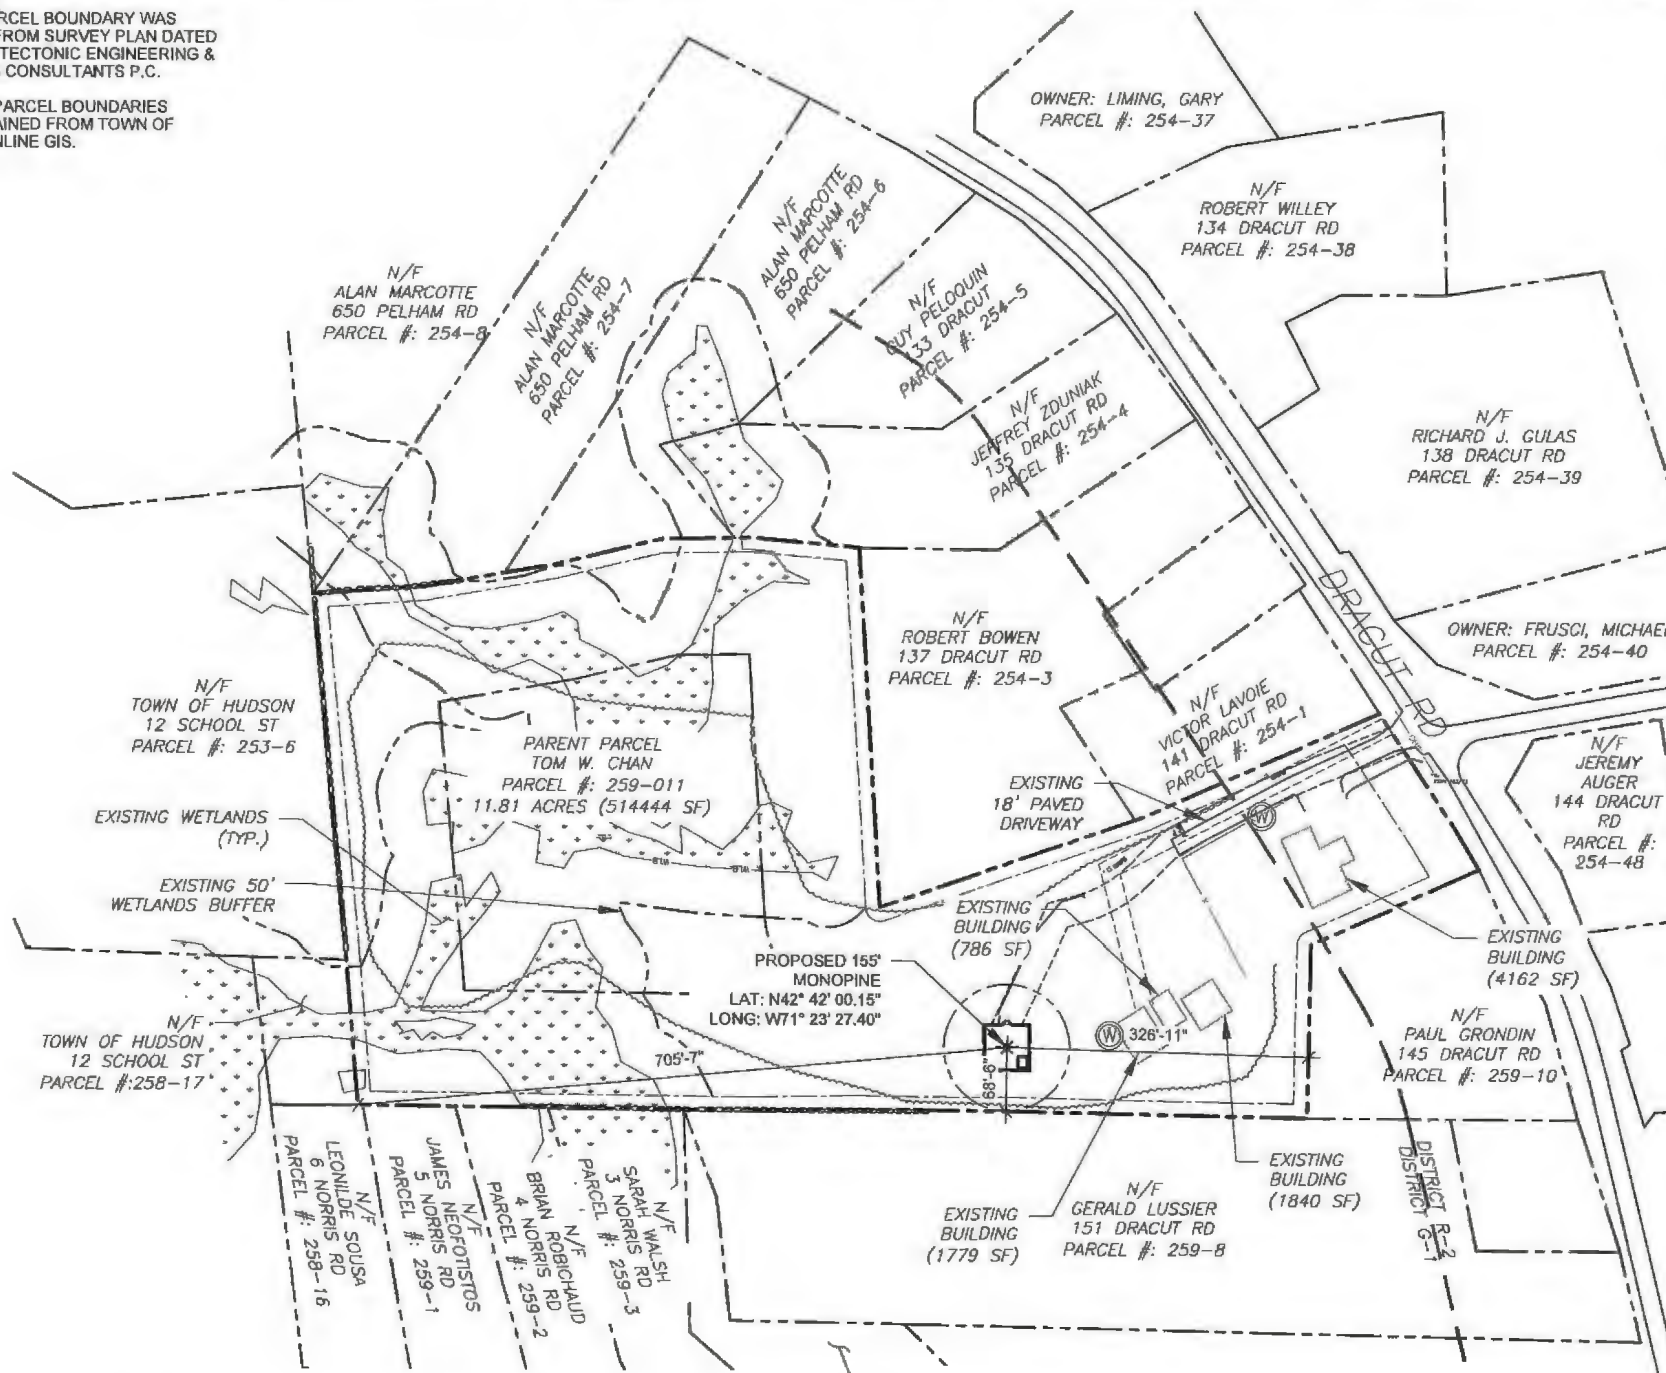 RCEL BOUNDARY WAS
FROM SURVEY PLAN DATED
TECTONIC ENGINEERING &
CONSULTANTS P.C.
PARCEL BOUNDARIES
AINED FROM TOWN OF
NLINE GIS.
OWNER: LIMING, GARY
PARCEL #: 254-37
N/F
ROBERT WILLEY
134 DRACUT RD
PARCEL #: 254-38
N/F
ALAN MARCOTTE
650 PELHAM RD
PARCEL #: 254-8
N/F
ALAN MARCOTTE
650 PELHAM RD
PARCEL #: 254-7
N/F
ALAN MARCOTTE
650 PELHAM RD
PARCEL #: 254-6
N/F
GUY PELOQUIN
133 DRACUT
PARCEL #: 254-5
N/F
JEFFREY ZDUNIAK
135 DRACUT RD
PARCEL #: 254-4
N/F
RICHARD J. GULAS
138 DRACUT RD
PARCEL #: 254-39
DRACUT RD
OWNER: FRUSCI, MICHAEL
PARCEL #: 254-40
N/F
ROBERT BOWEN
137 DRACUT RD
PARCEL #: 254-3
N/F
VICTOR LAVOIE
141 DRACUT RD
PARCEL #: 254-1
N/F
TOWN OF HUDSON
12 SCHOOL ST
PARCEL #: 253-6
PARENT PARCEL
TOM W. CHAN
PARCEL #: 259-011
11.81 ACRES (514444 SF)
N/F
JEREMY
AUGER
144 DRACUT
RD
PARCEL #:
254-48
EXISTING
18' PAVED
DRIVEWAY
EXISTING WETLANDS
(TYP.)
EXISTING 50'
WETLANDS BUFFER
W
EXISTING
BUILDING
(786 SF)
EXISTING
BUILDING
(4162 SF)
PROPOSED 155'
MONOPINE
LAT: N42° 42' 00.15"
LONG: W71° 23' 27.40"
N/F
TOWN OF HUDSON
12 SCHOOL ST
PARCEL #:258-17
705'-7"
W
326'-11"
68'-6"
N/F
PAUL GRONDIN
145 DRACUT RD
PARCEL #: 259-10
N/F
LEONILDE SOUSA
6 NORRIS RD
PARCEL #: 258-16
N/F
JAMES NEOFOTISTOS
5 NORRIS RD
PARCEL #: 259-1
N/F
BRIAN ROBICHAUD
4 NORRIS RD
PARCEL #: 259-2
N/F
SARAH WALSH
3 NORRIS RD
PARCEL #: 259-3
EXISTING
BUILDING
(1779 SF)
N/F
GERALD LUSSIER
151 DRACUT RD
PARCEL #: 259-8
EXISTING
BUILDING
(1840 SF)
DISTRICT R-2
DISTRICT G-1